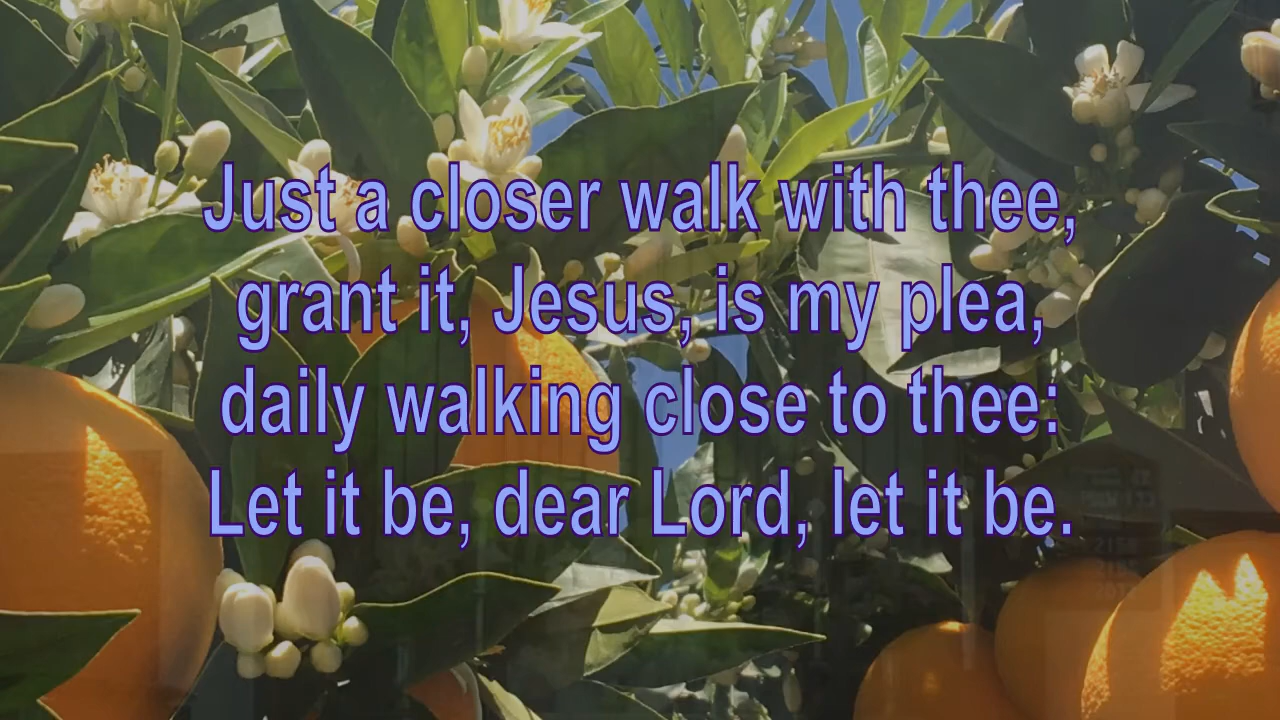 Just a closer walk with thee,
grant it, Jesus, is my plea,
daily walking close to thee:
Let it be, dear Lord, let it be.